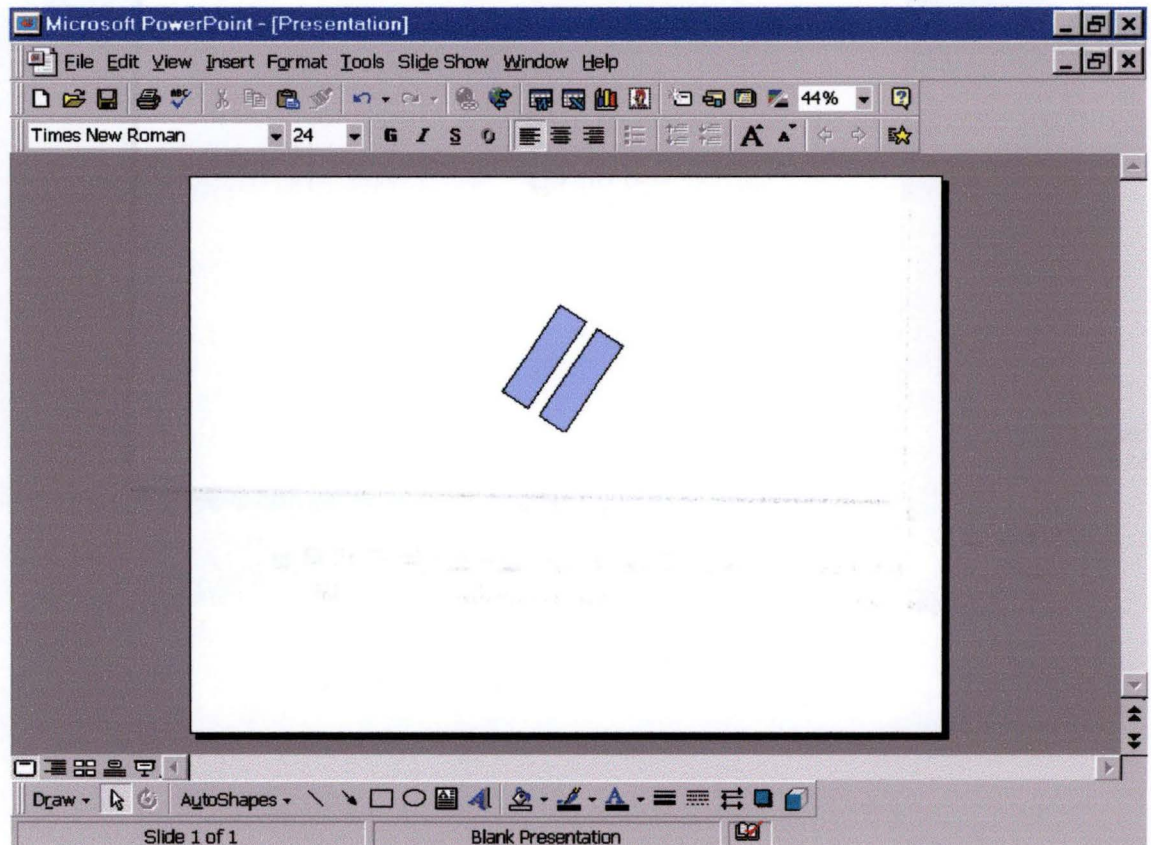 Microsoft PowerPoint - [Presentation]
File Edit View Insert Format Tools Slide Show Window Help
ABC 44%
Times New Roman 24 G I S A A
Draw AutoShapes A A
Slide 1 of 1 Blank Presentation